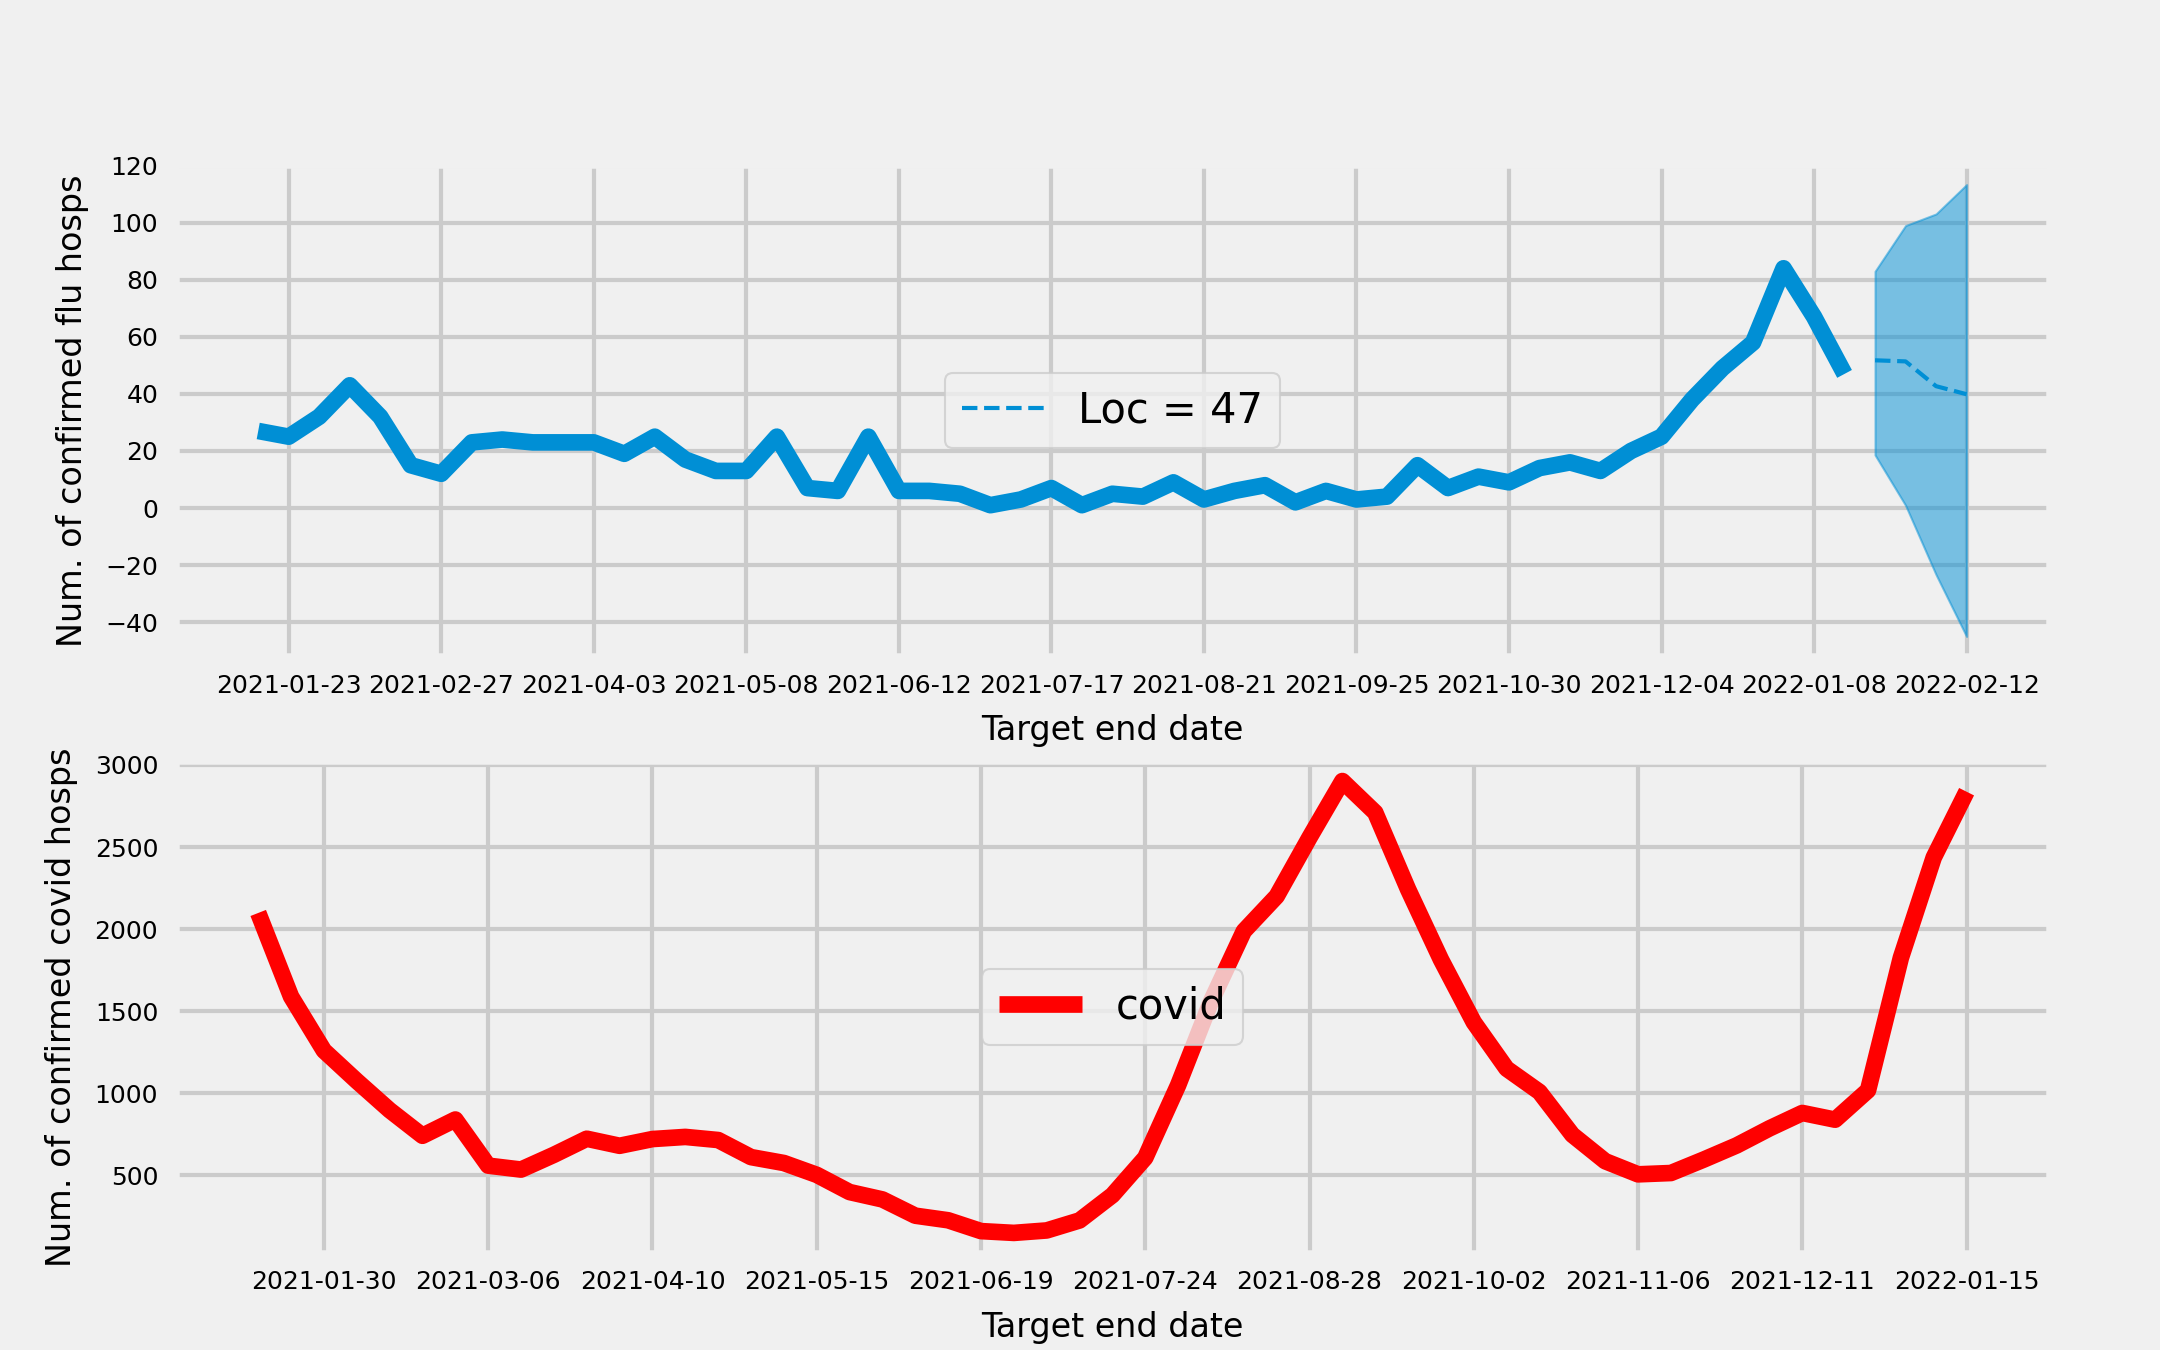 Num. of confirmed flu hosps
120
100
80
60
40
20
0
−20
−40
Loc = 47
2021-01-23 2021-02-27 2021-04-03 2021-05-08 2021-06-12 2021-07-17 2021-08-21 2021-09-25 2021-10-30 2021-12-04 2022-01-08 2022-02-12
Target end date
Num. of confirmed covid hosps
3000
2500
2000
1500
1000
500
covid
2021-01-30 2021-03-06 2021-04-10 2021-05-15 2021-06-19 2021-07-24 2021-08-28 2021-10-02 2021-11-06 2021-12-11 2022-01-15
Target end date